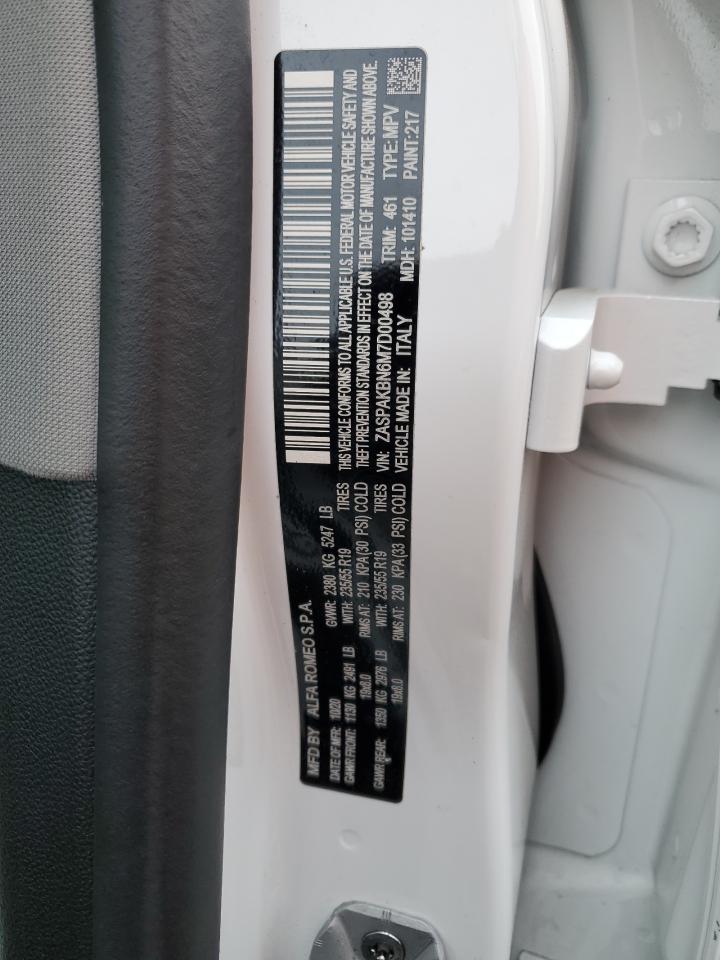 MFD BY ALFA ROMEO S.P.A.
DATE OF MFR: 10/20 GVWR: 2380 KG 5247 LB
GAWR FRONT: 1130 KG 2491 LB WITH: 235/55 R19 TIRES
19x8.0 RIMS AT: 210 KPA(30 PSI) COLD
GAWR REAR: 1350 KG 2976 LB WITH: 235/55 R19 TIRES
19x8.0 RIMS AT: 230 KPA(33 PSI) COLD
THIS VEHICLE CONFORMS TO ALL APPLICABLE U.S. FEDERAL MOTOR VEHICLE SAFETY AND
THEFT PREVENTION STANDARDS IN EFFECT ON THE DATE OF MANUFACTURE SHOWN ABOVE.
VIN: ZASPAKBN6M7D00498 TRIM: 461 TYPE:MPV
VEHICLE MADE IN: ITALY MDH: 101410 PAINT:217